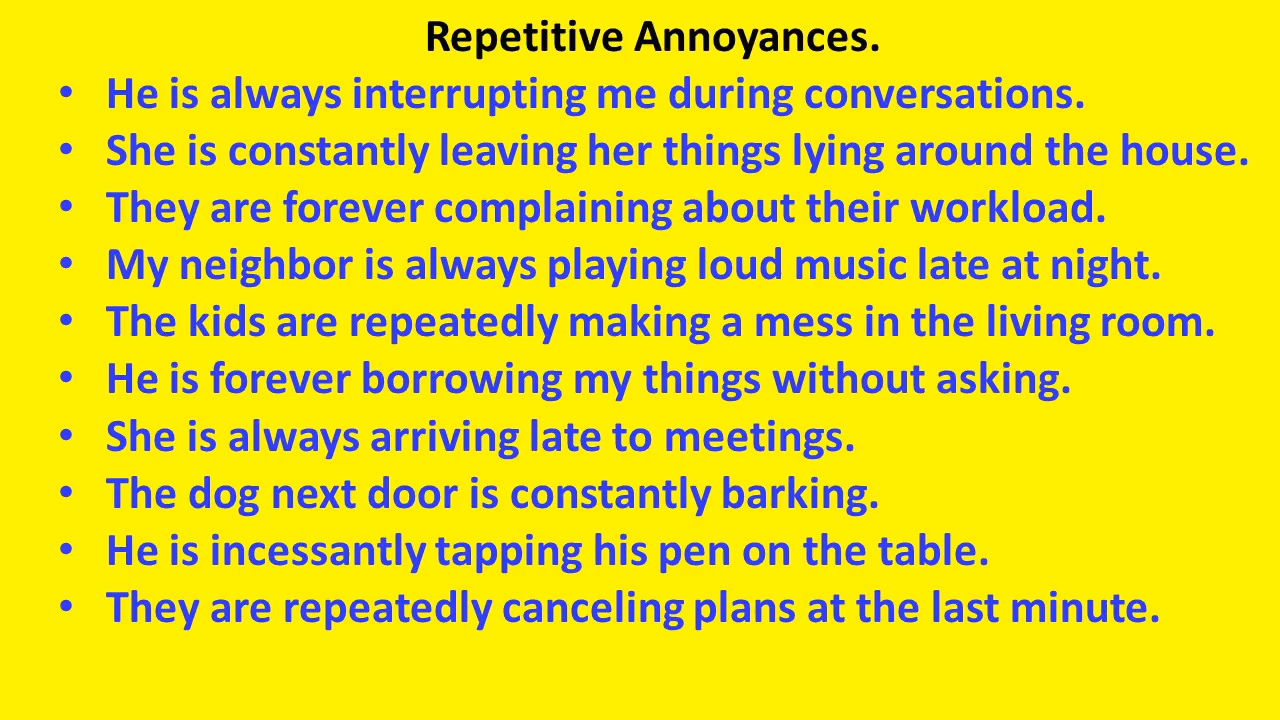 Repetitive Annoyances.
• He is always interrupting me during conversations.
• She is constantly leaving her things lying around the house.
• They are forever complaining about their workload.
• My neighbor is always playing loud music late at night.
• The kids are repeatedly making a mess in the living room.
• He is forever borrowing my things without asking.
• She is always arriving late to meetings.
• The dog next door is constantly barking.
• He is incessantly tapping his pen on the table.
• They are repeatedly canceling plans at the last minute.